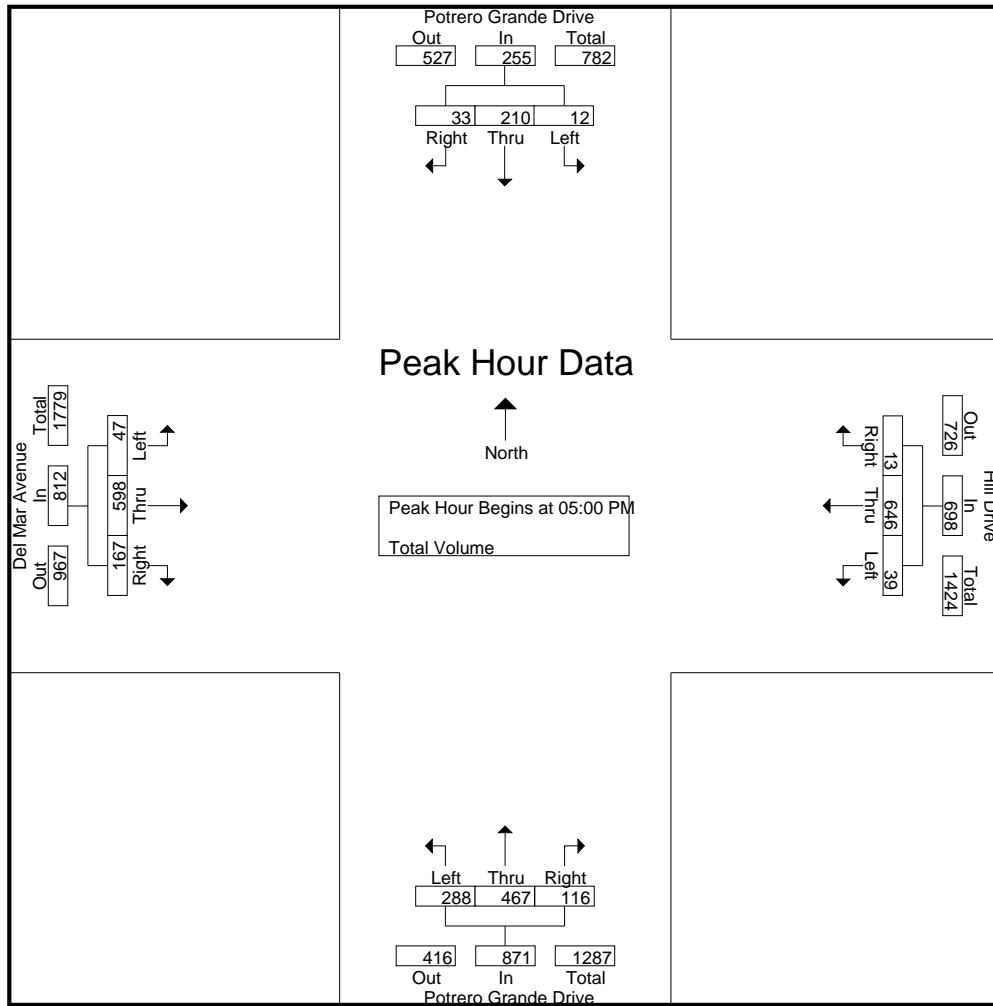 Potrero Grande Drive
Out In Total
527 255 782
33 210 12
Right Thru Left
Peak Hour Data
North
Peak Hour Begins at 05:00 PM
Total Volume
Del Mar Avenue
Out In Total
967 812 1779
167 598 47
Right Thru Left
Hill Drive
Out In Total
726 698 1424
13 646 39
Right Thru Left
Left Thru Right
288 467 116
416 871 1287
Out In Total
Potrero Grande Drive